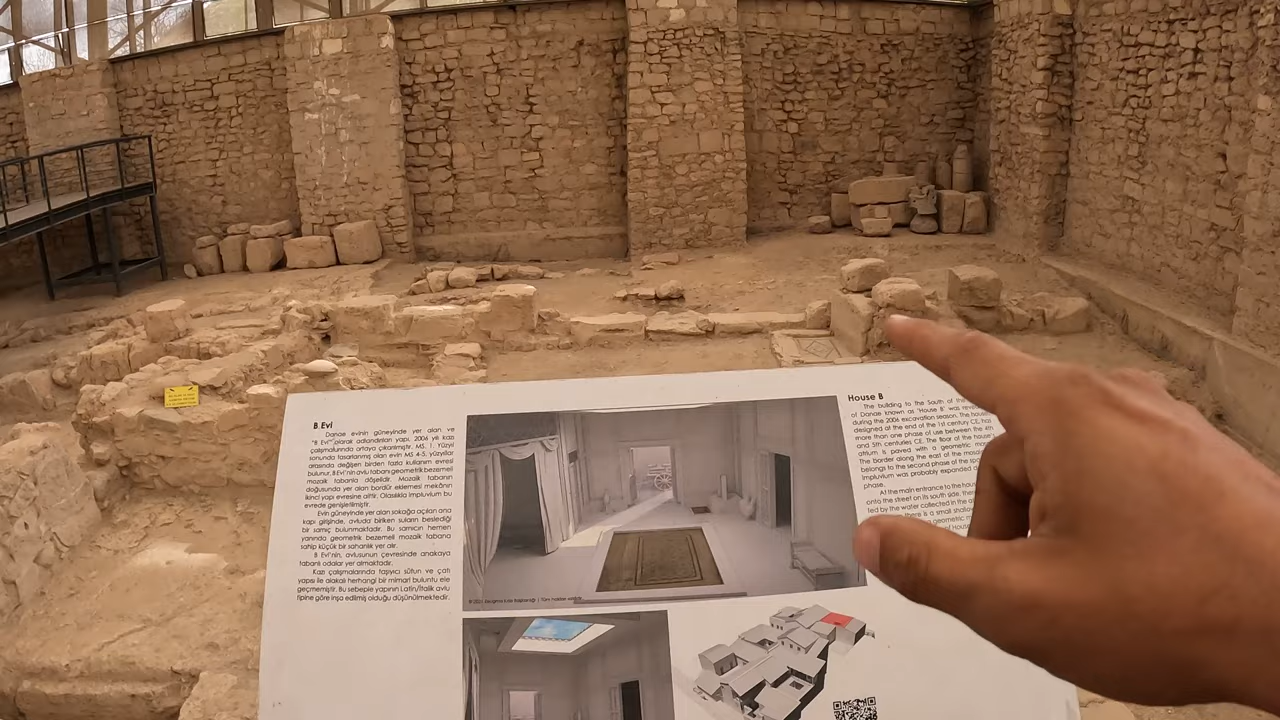 B Evi
Danae evinin güneyinde yer alan ve
"B Evi" olarak adlandırılan yapı, 2006 yılı kazı
çalışmalarında ortaya çıkarılmıştır. MS. 1. Yüzyıl
sonunda tasarlanmış olan evin MS 4-5. yüzyıllar
arasında değişen birden fazla kullanım evresi
bulunur. B Evi'nin avlu tabanı geometrik bezemeli
mozaik tabanla döşelidir. Mozaik tabanın
doğusunda yer alan bordür eklemesi mekânın
ikinci yapı evresine aittir. Olasılıkla impluvium bu
evrede genişletilmiştir.
Evin güneyinde yer alan sokağa açılan ana
kapı girişinde, avluda biriken suların beslediği
bir sarnıç bulunmaktadır. Bu sarnıcın hemen
yanında geometrik bezemeli mozaik tabana
sahip küçük bir sahanlık yer alır.
B Evi'nin, avlusunun çevresinde anakaya
tabanlı odalar yer almaktadır.
Kazı çalışmalarında taşıyıcı sütun ve çatı
yapısı ile alakalı herhangi bir mimari buluntu ele
geçmemiştir. Bu sebeple yapının Latin/İtalik avlu
tipine göre inşa edilmiş olduğu düşünülmektedir.
House B
The building to the South of the
of Danae known as "House B" was
during the 2006 excavation season. The
designed at the end of the 1st century CE, has
more than one phase of use between the 4th
and 5th centuries CE. The floor of the house's
atrium is paved with a geometric
The border along the east of the
belongs to the second phase of the
impluvium was probably expanded
phase.
At the main entrance to the
onto the street on its south side,
fed by the water collected in the
there is a small
geometric
of House